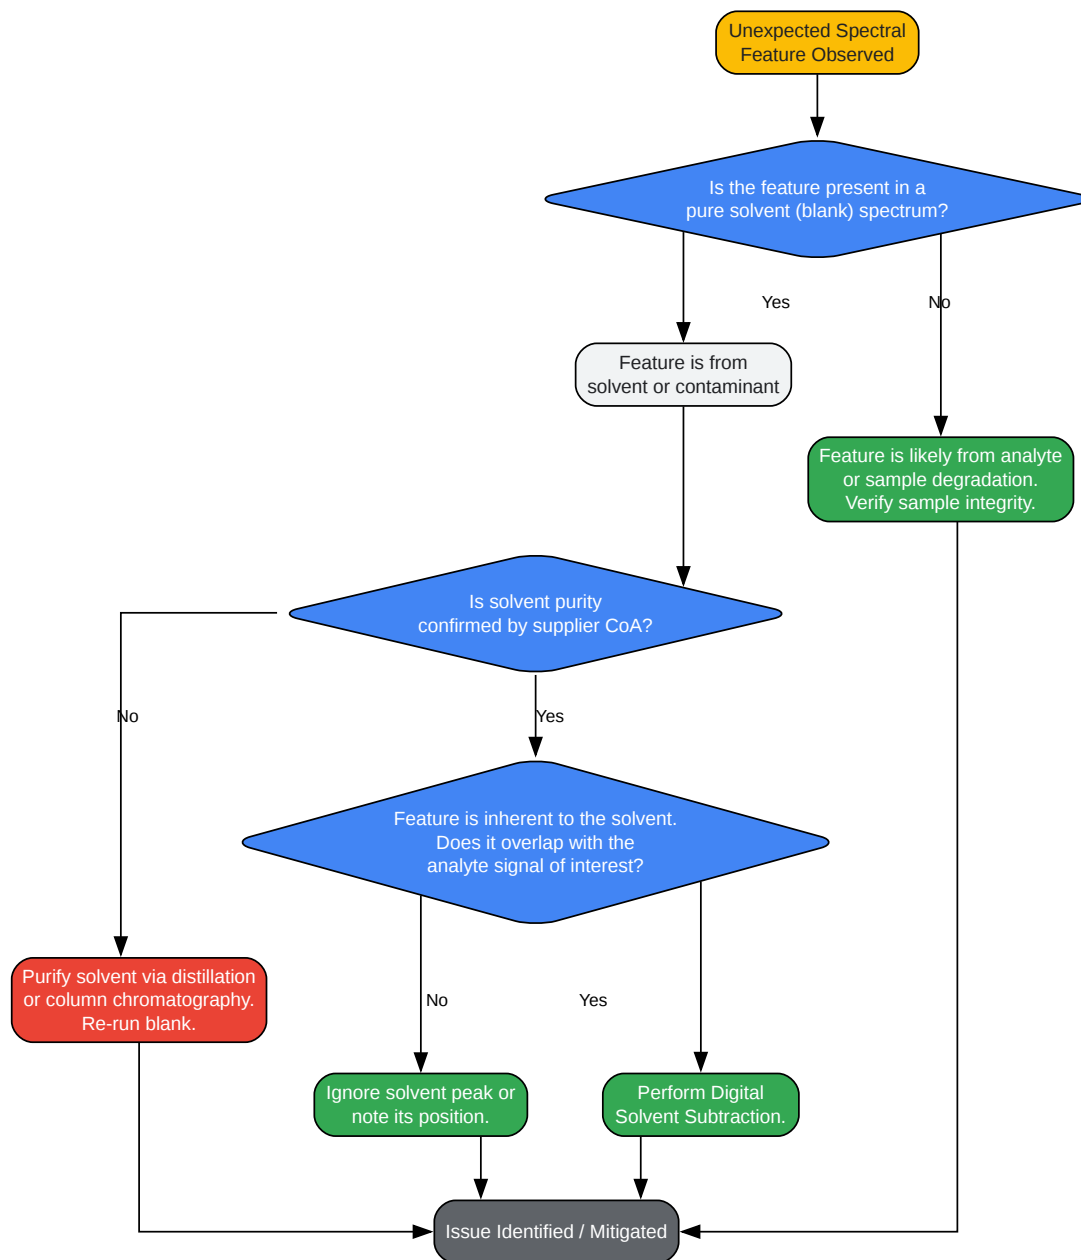 Unexpected Spectral
Feature Observed
Is the feature present in a
pure solvent (blank) spectrum?
Yes
No
Feature is from
solvent or contaminant
Feature is likely from analyte
or sample degradation.
Verify sample integrity.
Is solvent purity
confirmed by supplier CoA?
No
Yes
Feature is inherent to the solvent.
Does it overlap with the
analyte signal of interest?
Purify solvent via distillation
or column chromatography.
Re-run blank.
No
Yes
Ignore solvent peak or
note its position.
Perform Digital
Solvent Subtraction.
Issue Identified / Mitigated